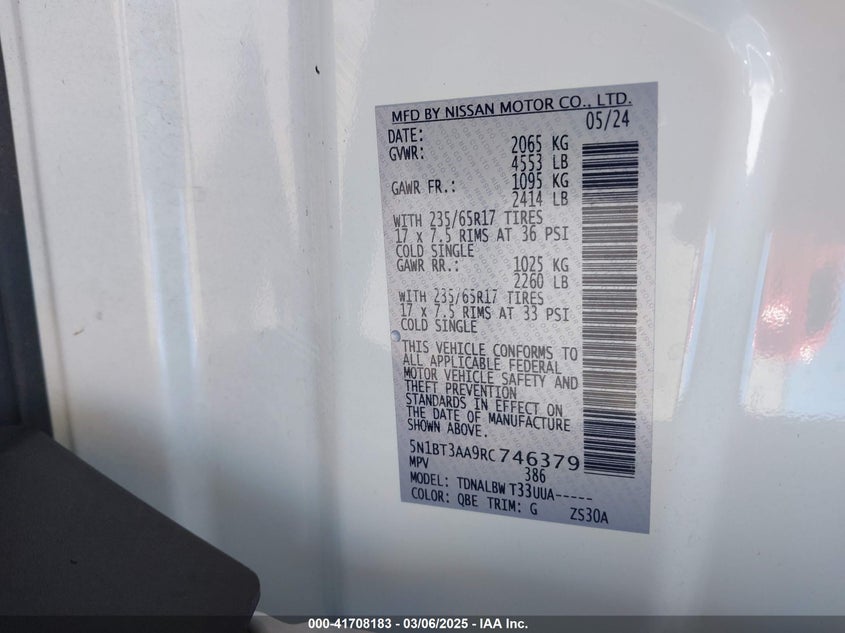 MFD BY NISSAN MOTOR CO., LTD.
DATE: 05/24
GVWR: 2065 KG
4553 LB
GAWR FR.: 1095 KG
2414 LB
WITH 235/65R17 TIRES
17 x 7.5 RIMS AT 36 PSI
COLD SINGLE
GAWR RR.: 1025 KG
2260 LB
WITH 235/65R17 TIRES
17 x 7.5 RIMS AT 33 PSI
COLD SINGLE
THIS VEHICLE CONFORMS TO
ALL APPLICABLE FEDERAL
MOTOR VEHICLE SAFETY AND
THEFT PREVENTION
STANDARDS IN EFFECT ON
THE DATE OF MANUFACTURE
SHOWN ABOVE.
5N1BT3AA9RC746379
MPV 386
MODEL: TDNALBW T33UUA-----
COLOR: QBE TRIM: G ZS30A
000-41708183 - 03/06/2025 - IAA Inc.